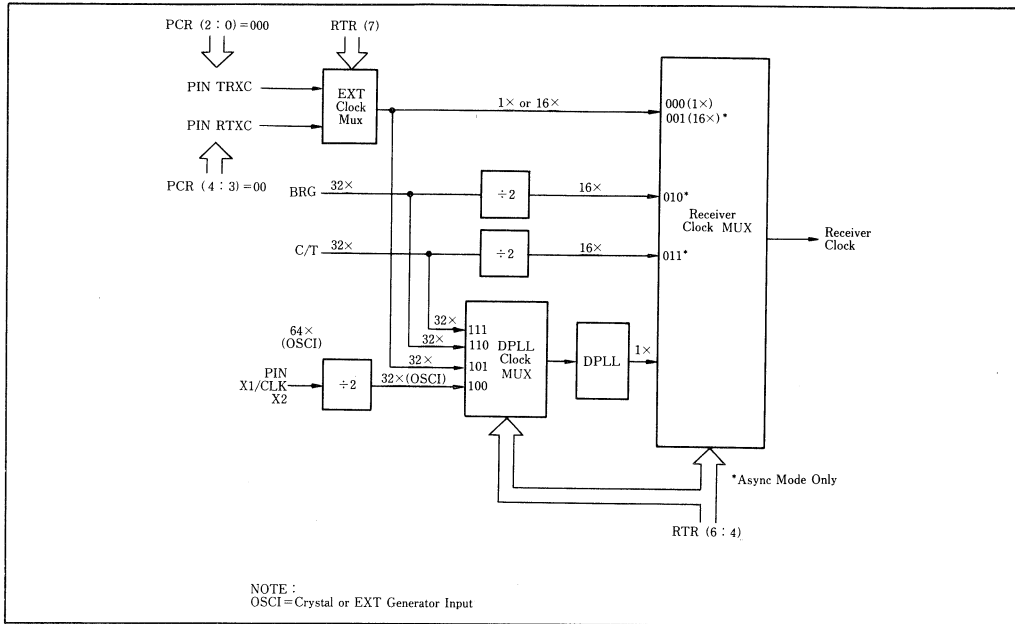 PCR (2 : 0)=000
RTR (7)
PIN TRXC
PIN RTXC
EXT
Clock
Mux
1× or 16×
000(1×)
001(16×)*
PCR (4 : 3)=00
BRG
32×
÷2
16×
010*
Receiver
Clock MUX
Receiver
Clock
C/T
32×
÷2
16×
011*
64×
(OSCI)
PIN
X1/CLK
X2
÷2
32×(OSCI)
32×
32×
32×
111
110
101
100
DPLL
Clock
MUX
DPLL
1×
*Async Mode Only
RTR (6 : 4)
NOTE :
OSCI=Crystal or EXT Generator Input